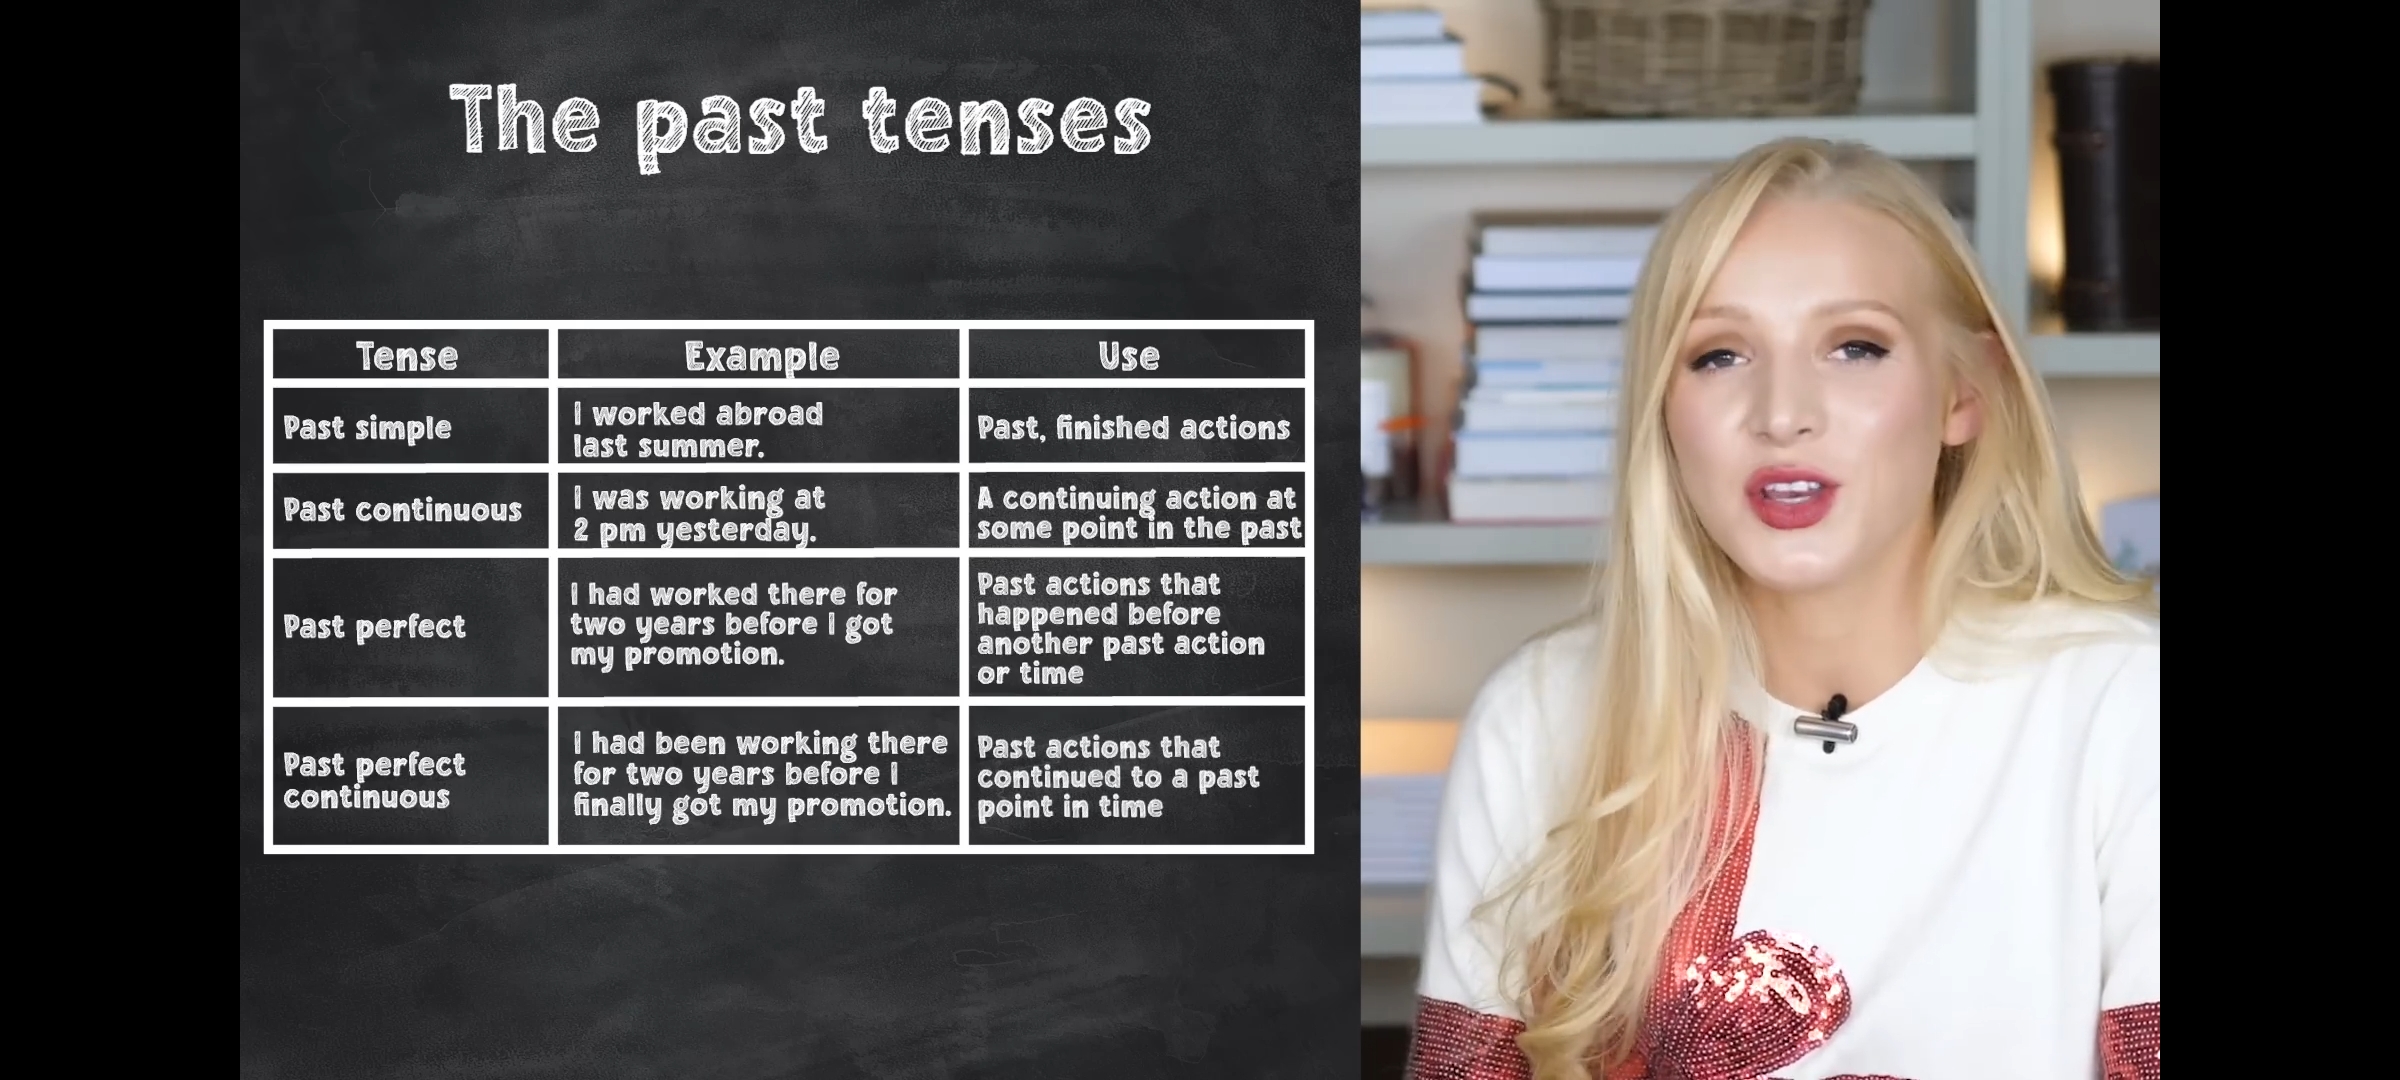 The past tenses
Tense
Example
Use
Past simple
I worked abroad
last summer.
Past, finished actions
Past continuous
I was working at
2 pm yesterday.
A continuing action at
some point in the past
Past perfect
I had worked there for
two years before I got
my promotion.
Past actions that
happened before
another past action
or time
Past perfect
continuous
I had been working there
for two years before I
finally got my promotion.
Past actions that
continued to a past
point in time